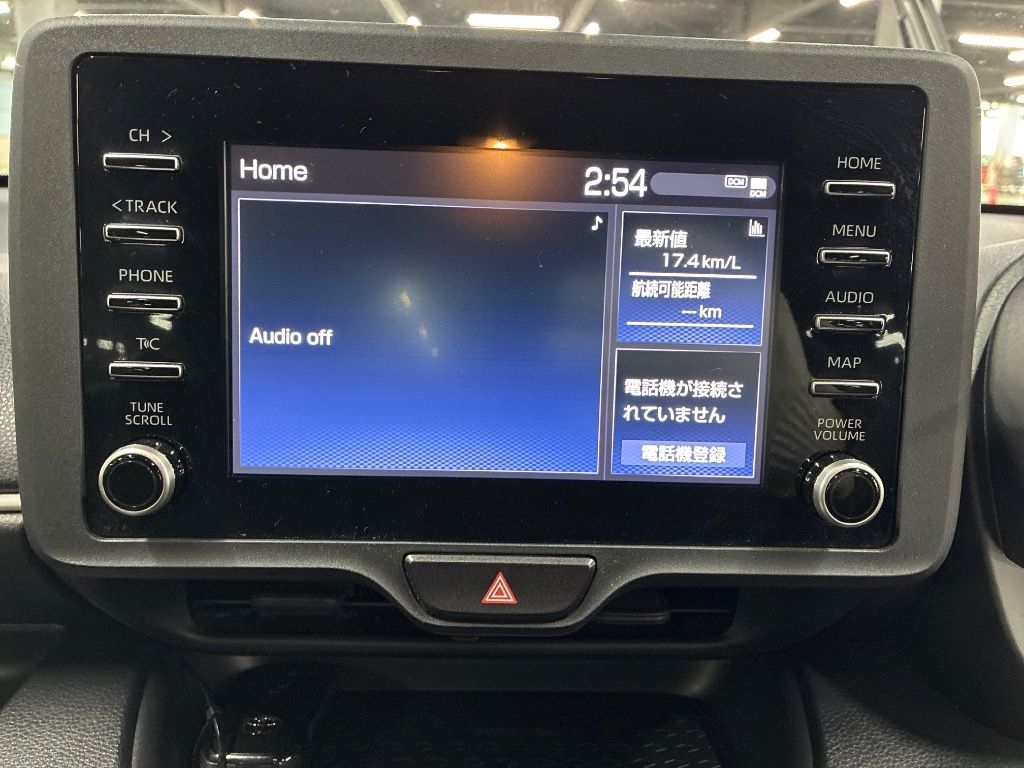 CH >
< TRACK
PHONE
T«C
TUNE
SCROLL
Home
2:54
DCM
DCM
Audio off
最新値
17.4 km/L
航続可能距離
--- km
電話機が接続さ
れていません
電話機登録
HOME
MENU
AUDIO
MAP
POWER
VOLUME